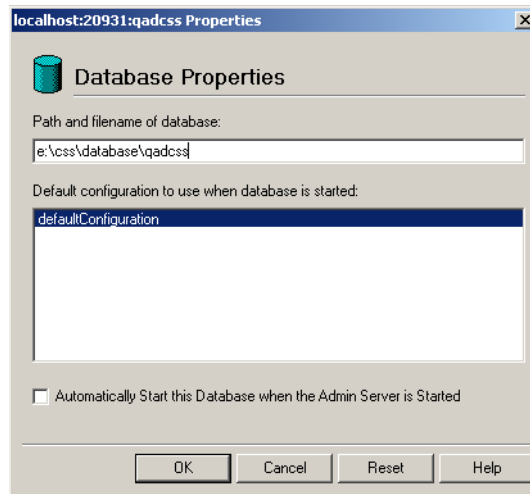 localhost:20931:qadcss Properties
Database Properties
Path and filename of database:
e:\css\database\qadcss
Default configuration to use when database is started:
defaultConfiguration
Automatically Start this Database when the Admin Server is Started
OK Cancel Reset Help